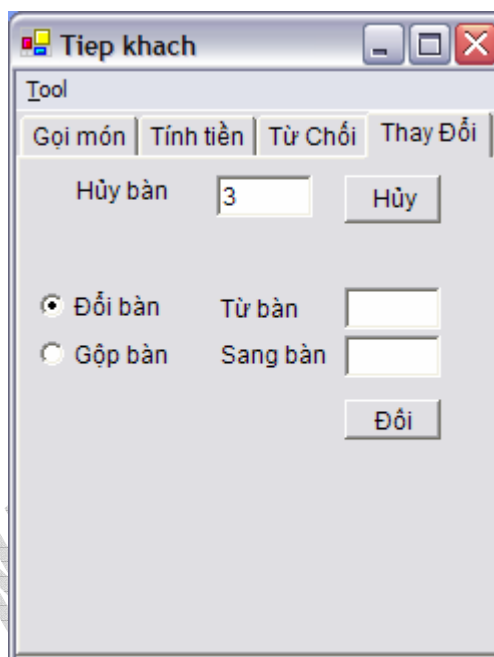 Tiep khach
Tool
Gọi món Tính tiền Từ Chối Thay Đổi
Hủy bàn 3 Hủy
Đổi bàn Từ bàn
Gộp bàn Sang bàn
Đổi